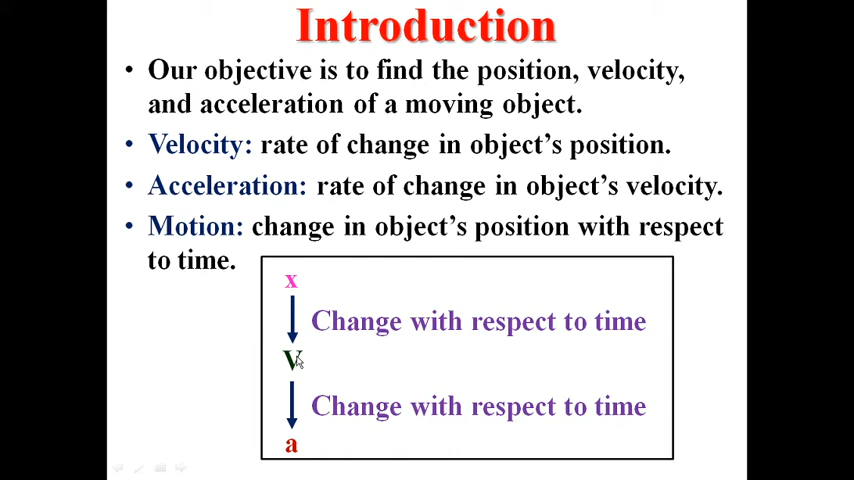 Introduction
• Our objective is to find the position, velocity,
and acceleration of a moving object.
• Velocity: rate of change in object's position.
• Acceleration: rate of change in object's velocity.
• Motion: change in object's position with respect
to time.
x
Change with respect to time
V
Change with respect to time
a